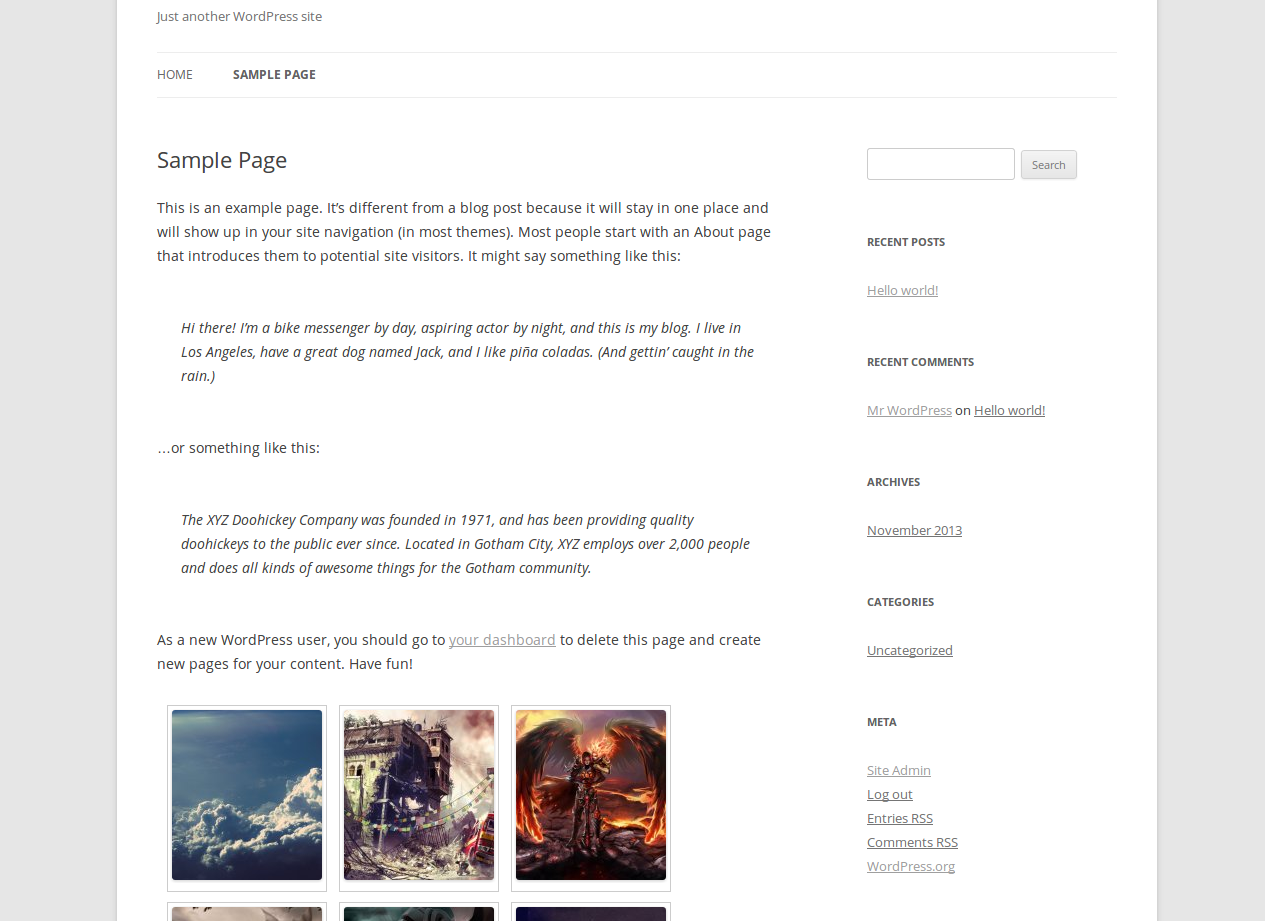 Just another WordPress site
HOME
SAMPLE PAGE
Sample Page
This is an example page. It’s different from a blog post because it will stay in one place and
will show up in your site navigation (in most themes). Most people start with an About page
that introduces them to potential site visitors. It might say something like this:
Hi there! I’m a bike messenger by day, aspiring actor by night, and this is my blog. I live in
Los Angeles, have a great dog named Jack, and I like piña coladas. (And gettin’ caught in the
rain.)
…or something like this:
The XYZ Doohickey Company was founded in 1971, and has been providing quality
doohickeys to the public ever since. Located in Gotham City, XYZ employs over 2,000 people
and does all kinds of awesome things for the Gotham community.
As a new WordPress user, you should go to your dashboard to delete this page and create
new pages for your content. Have fun!
Search
RECENT POSTS
Hello world!
RECENT COMMENTS
Mr WordPress on Hello world!
ARCHIVES
November 2013
CATEGORIES
Uncategorized
META
Site Admin
Log out
Entries RSS
Comments RSS
WordPress.org